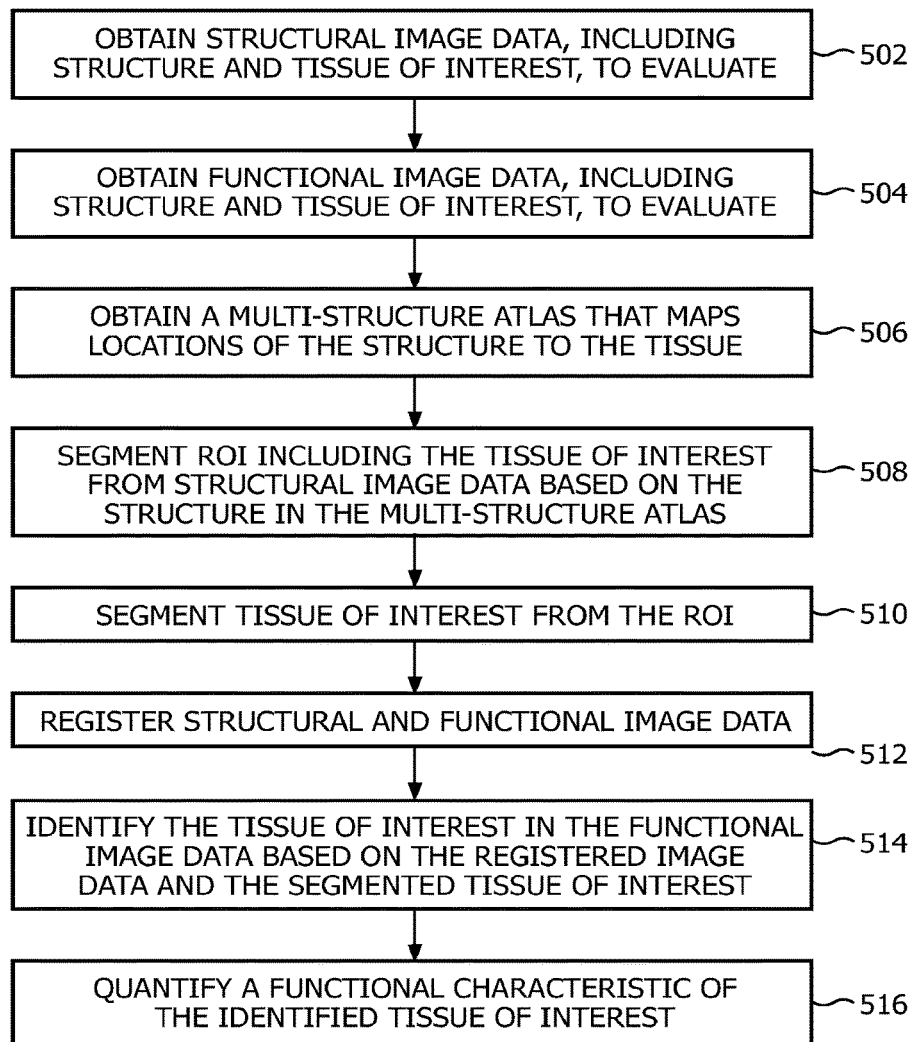 OBTAIN STRUCTURAL IMAGE DATA, INCLUDING
STRUCTURE AND TISSUE OF INTEREST, TO EVALUATE
502
OBTAIN FUNCTIONAL IMAGE DATA, INCLUDING
STRUCTURE AND TISSUE OF INTEREST, TO EVALUATE
504
OBTAIN A MULTI-STRUCTURE ATLAS THAT MAPS
LOCATIONS OF THE STRUCTURE TO THE TISSUE
506
SEGMENT ROI INCLUDING THE TISSUE OF INTEREST
FROM STRUCTURAL IMAGE DATA BASED ON THE
STRUCTURE IN THE MULTI-STRUCTURE ATLAS
508
SEGMENT TISSUE OF INTEREST FROM THE ROI
510
REGISTER STRUCTURAL AND FUNCTIONAL IMAGE DATA
512
IDENTIFY THE TISSUE OF INTEREST IN THE FUNCTIONAL
IMAGE DATA BASED ON THE REGISTERED IMAGE
DATA AND THE SEGMENTED TISSUE OF INTEREST
514
QUANTIFY A FUNCTIONAL CHARACTERISTIC OF
THE IDENTIFIED TISSUE OF INTEREST
516